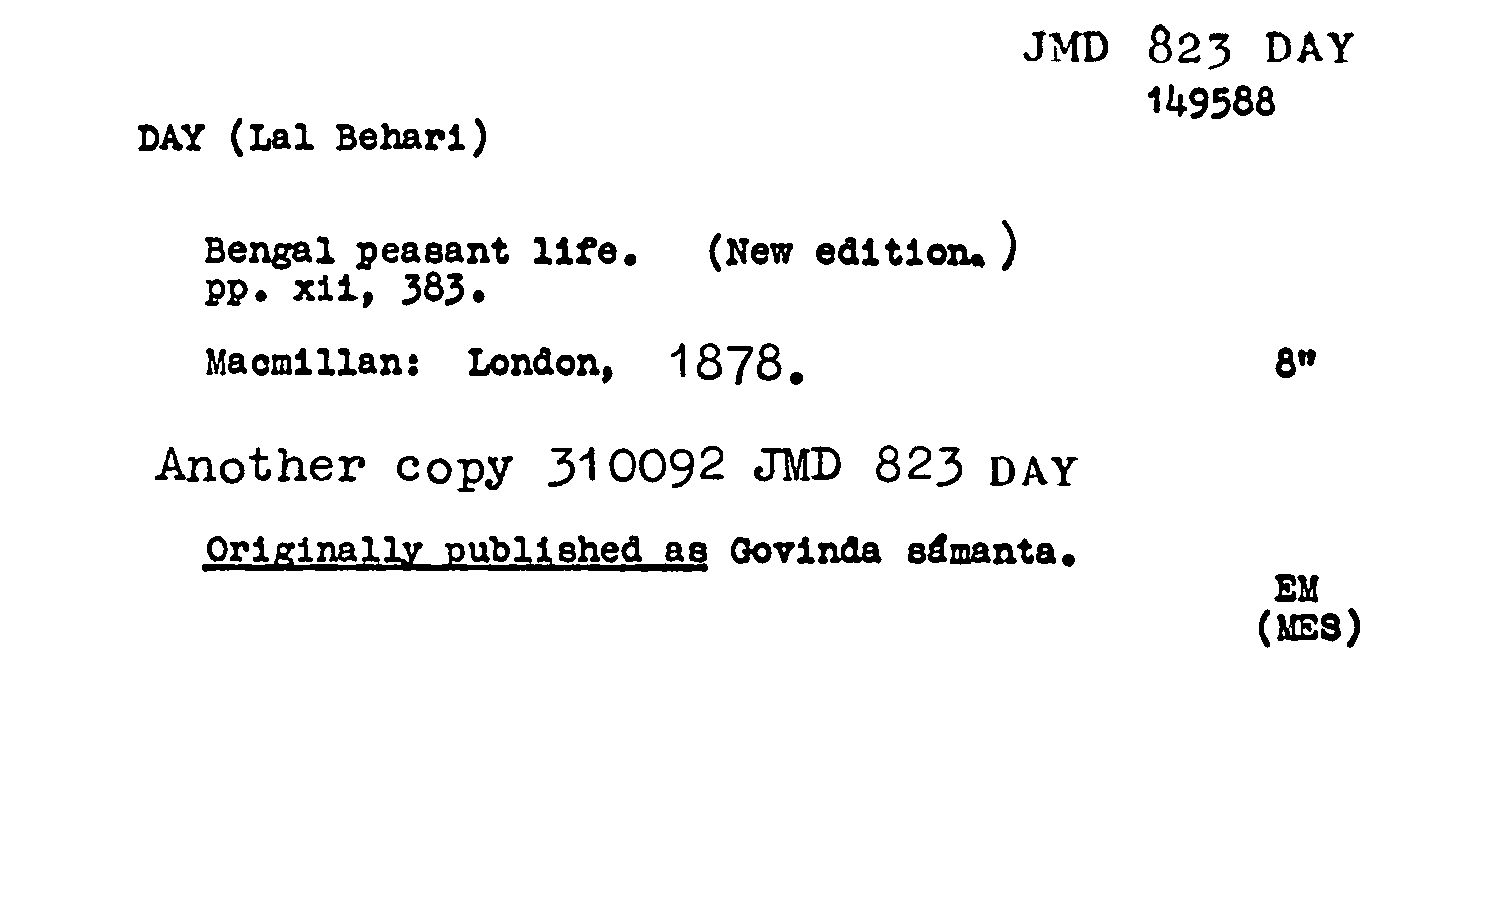 JMD 823 DAY
149588
DAY (Lal Behari)
Bengal peasant life. (New edition.)
pp. xii, 383.
Macmillan: London, 1878. 8"
Another copy 310092 JMD 823 DAY
Originally published as Govinda sámanta.
EM
(MES)